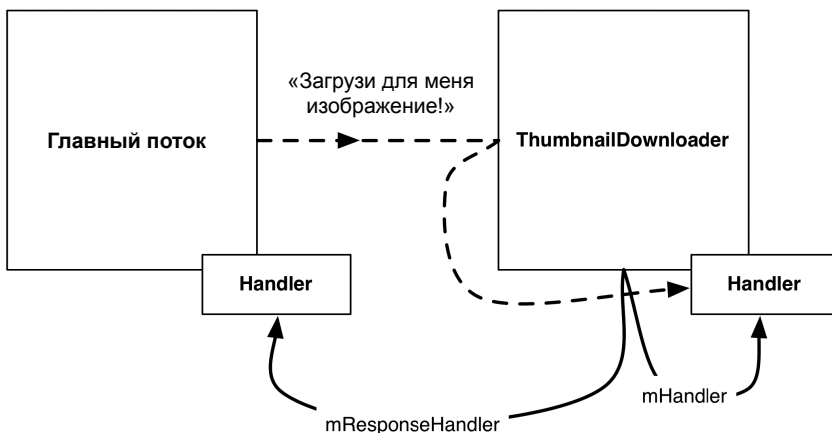 «Загрузи для меня
изображение!»
Главный поток
ThumbnailDownloader
Handler
Handler
mHandler
mResponseHandler